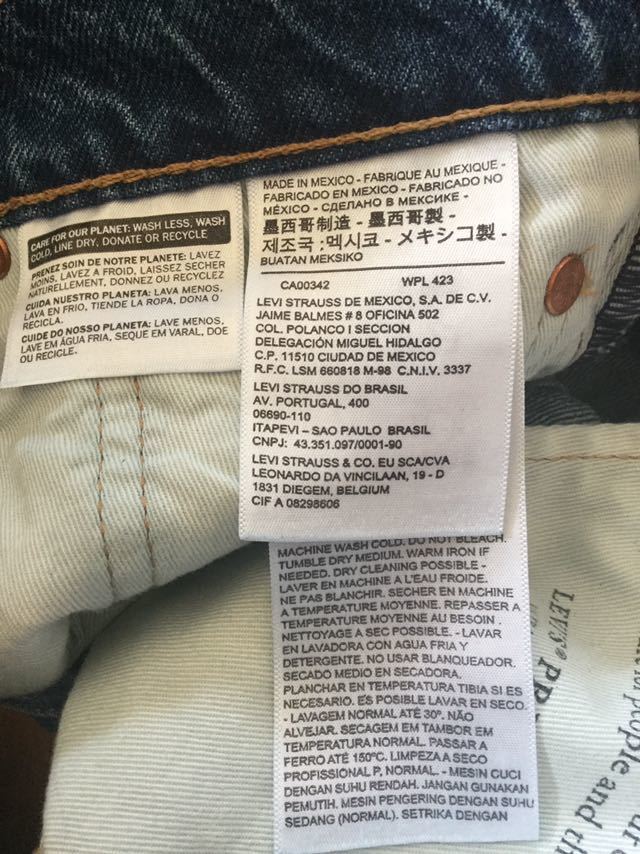 CARE FOR OUR PLANET: WASH LESS, WASH
COLD, LINE DRY, DONATE OR RECYCLE
PRENEZ SOIN DE NOTRE PLANETE: LAVEZ
MOINS, LAVEZ A FROID, LAISSEZ SECHER
NATURELLEMENT, DONNEZ OU RECYCLEZ
CUIDA NUESTRO PLANETA: LAVA MENOS,
LAVA EN FRIO, TIENDE LA ROPA, DONA O
RECICLA.
CUIDE DO NOSSO PLANETA: LAVE MENOS,
LAVE EM ÁGUA FRIA, SEQUE EM VARAL, DOE
OU RECICLE.
MADE IN MEXICO - FABRIQUE AU MEXIQUE -
FABRICADO EN MEXICO - FABRICADO NO
MÉXICO - СДЕЛАНО В МЕКСИКЕ -
墨西哥制造 - 墨西哥製 -
제조국 :멕시코 - メキシコ製 -
BUATAN MEKSIKO
CA00342 WPL 423
LEVI STRAUSS DE MEXICO, S.A. DE C.V.
JAIME BALMES # 8 OFICINA 502
COL. POLANCO I SECCION
DELEGACIÓN MIGUEL HIDALGO
C.P. 11510 CIUDAD DE MEXICO
R.F.C. LSM 660818 M-98 C.N.I.V. 3337
LEVI STRAUSS DO BRASIL
AV. PORTUGAL, 400
06690-110
ITAPEVI - SAO PAULO BRASIL
CNPJ: 43.351.097/0001-90
LEVI STRAUSS & CO. EU SCA/CVA
LEONARDO DA VINCILAAN, 19 - D
1831 DIEGEM, BELGIUM
CIF A 08298606
MACHINE WASH COLD. DO NOT BLEACH.
TUMBLE DRY MEDIUM. WARM IRON IF
NEEDED. DRY CLEANING POSSIBLE -
LAVER EN MACHINE A L'EAU FROIDE.
NE PAS BLANCHIR. SECHER EN MACHINE
A TEMPERATURE MOYENNE. REPASSER A
TEMPERATURE MOYENNE AU BESOIN .
NETTOYAGE A SEC POSSIBLE. - LAVAR
EN LAVADORA CON AGUA FRIA Y
DETERGENTE. NO USAR BLANQUEADOR.
SECADO MEDIO EN SECADORA.
PLANCHAR EN TEMPERATURA TIBIA SI ES
NECESARIO. ES POSIBLE LAVAR EN SECO.
- LAVAGEM NORMAL ATÉ 30º. NÃO
ALVEJAR. SECAGEM EM TAMBOR EM
TEMPERATURA NORMAL. PASSAR A
FERRO ATÉ 150ºC. LIMPEZA A SECO
PROFISSIONAL P, NORMAL. - MESIN CUCI
DENGAN SUHU RENDAH. JANGAN GUNAKAN
PEMUTIH. MESIN PENGERING DENGAN SUHU
SEDANG (NORMAL). SETRIKA DENGAN
LEVI'S®
people
and